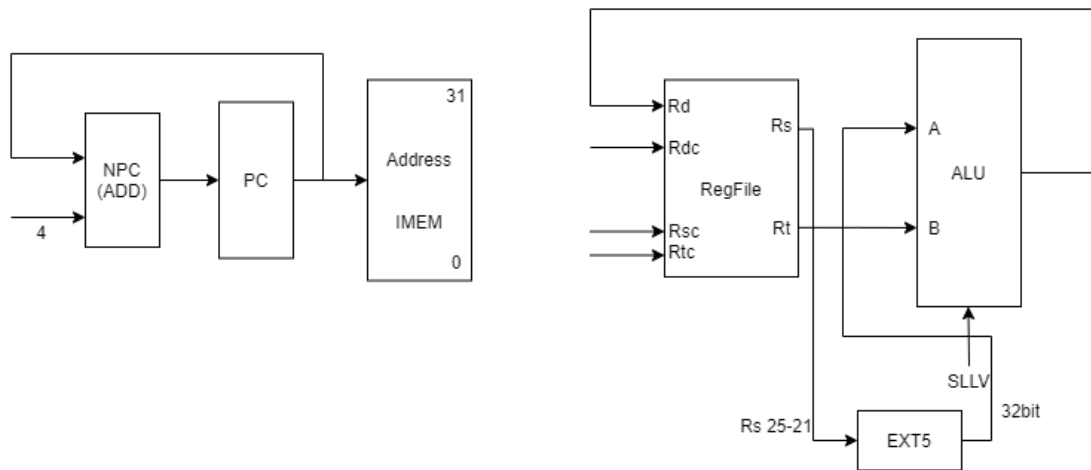 31
NPC
(ADD)
PC
Address
IMEM
0
4
Rd
Rdc
Rs
RegFile
Rsc
Rtc
Rt
A
ALU
B
SLLV
32bit
Rs 25-21
EXT5